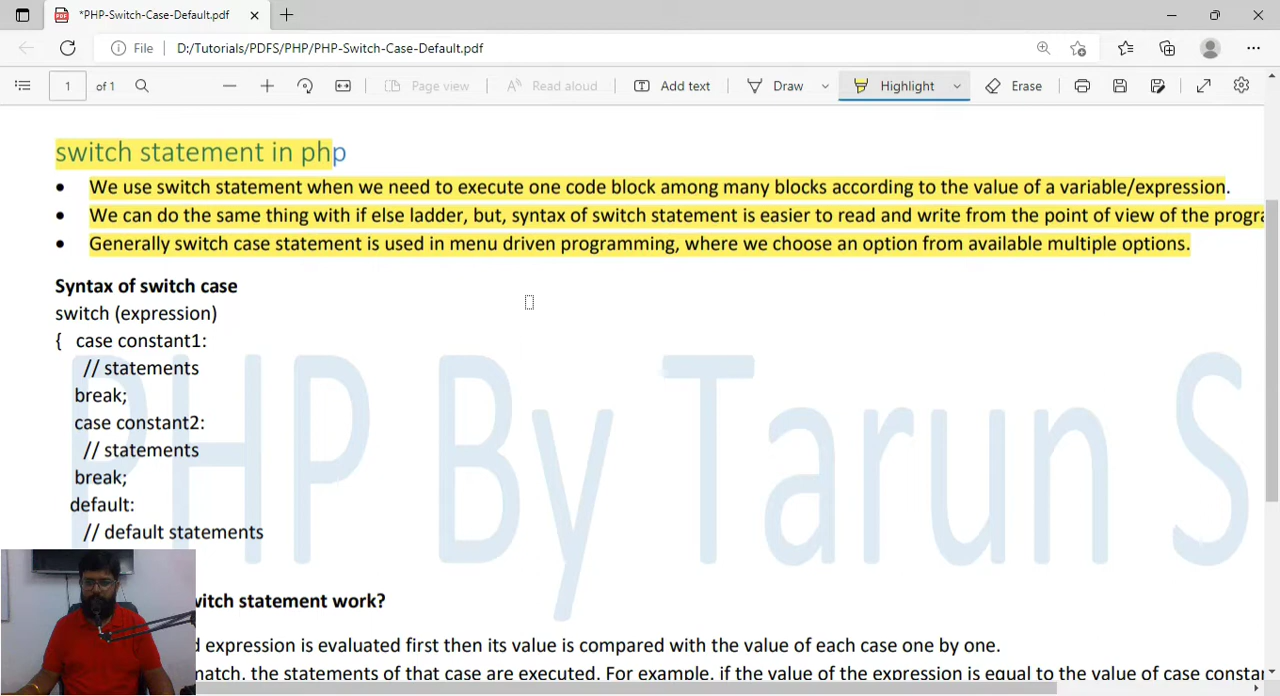 *PHP-Switch-Case-Default.pdf
File D:/Tutorials/PDFS/PHP/PHP-Switch-Case-Default.pdf
1 of 1 Page view Read aloud Add text Draw Highlight Erase
switch statement in php
• We use switch statement when we need to execute one code block among many blocks according to the value of a variable/expression.
• We can do the same thing with if else ladder, but, syntax of switch statement is easier to read and write from the point of view of the progra
• Generally switch case statement is used in menu driven programming, where we choose an option from available multiple options.
Syntax of switch case
switch (expression)
{ case constant1:
// statements
break;
case constant2:
// statements
break;
default:
// default statements
PHP By Tarun S
witch statement work?
d expression is evaluated first then its value is compared with the value of each case one by one.
match, the statements of that case are executed. For example, if the value of the expression is equal to the value of case constar